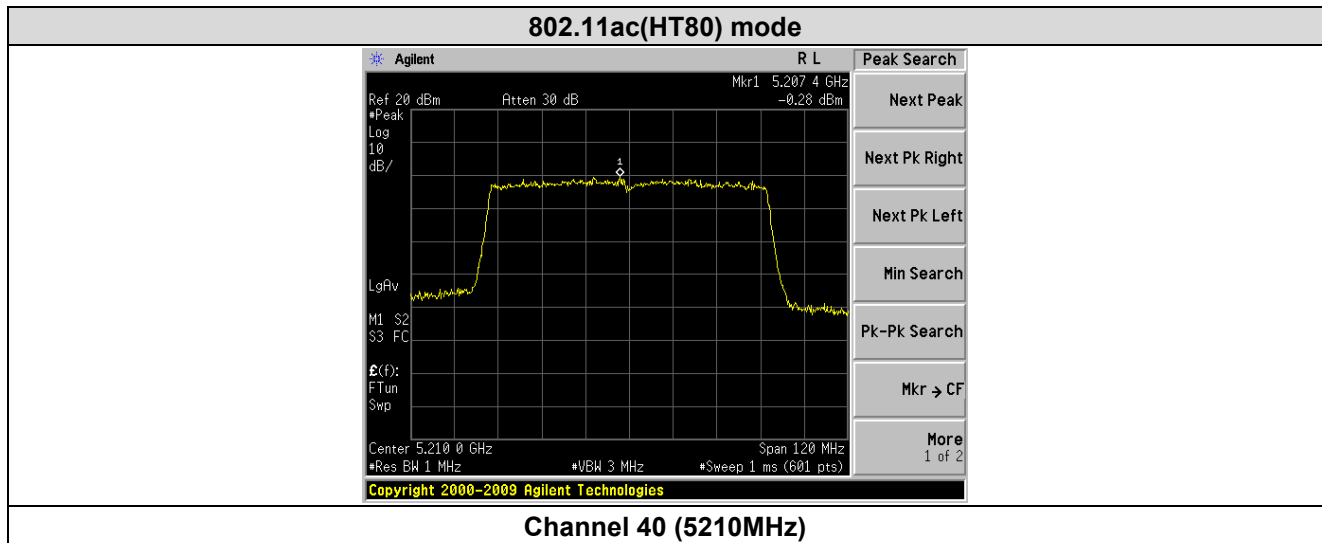 802.11ac(HT80) mode
Agilent R L Peak Search
Mkr1 5.207 4 GHz
Ref 20 dBm Atten 30 dB -0.28 dBm
#Peak
Log
10
dB/
1
LgAv
M1 S2
S3 FC
£(f):
FTun
Swp
Center 5.210 0 GHz Span 120 MHz
#Res BW 1 MHz #VBW 3 MHz #Sweep 1 ms (601 pts)
Copyright 2000-2009 Agilent Technologies
Next Peak
Next Pk Right
Next Pk Left
Min Search
Pk-Pk Search
Mkr → CF
More
1 of 2
Channel 40 (5210MHz)